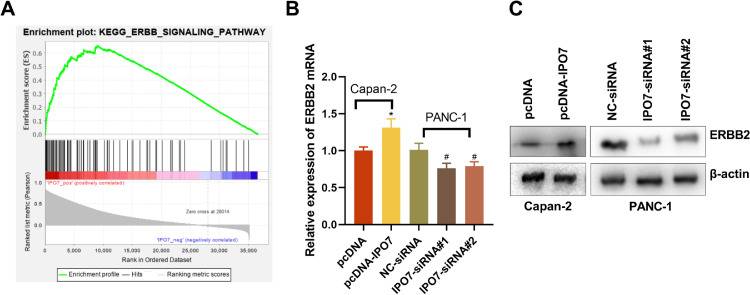 A
Enrichment plot: KEGG_ERBB_SIGNALING_PATHWAY
Enrichment score (ES)
0.6
0.5
0.4
0.3
0.2
0.1
0.0
'IPO7_pos' (positively correlated)
Ranked list metric (Pearson)
1.0
0.5
0.0
Zero cross at 26014
'IPO7_neg' (negatively correlated)
0 5,000 10,000 15,000 20,000 25,000 30,000 35,000
Rank in Ordered Dataset
Enrichment profile Hits Ranking metric scores
B
Relative expression of ERBB2 mRNA
2.0
1.5
1.0
0.5
0.0
Capan-2
PANC-1
*
#
#
pcDNA
pcDNA-IPO7
NC-siRNA
IPO7-siRNA#1
IPO7-siRNA#2
C
pcDNA
pcDNA-IPO7
NC-siRNA
IPO7-siRNA#1
IPO7-siRNA#2
ERBB2
β-actin
Capan-2
PANC-1